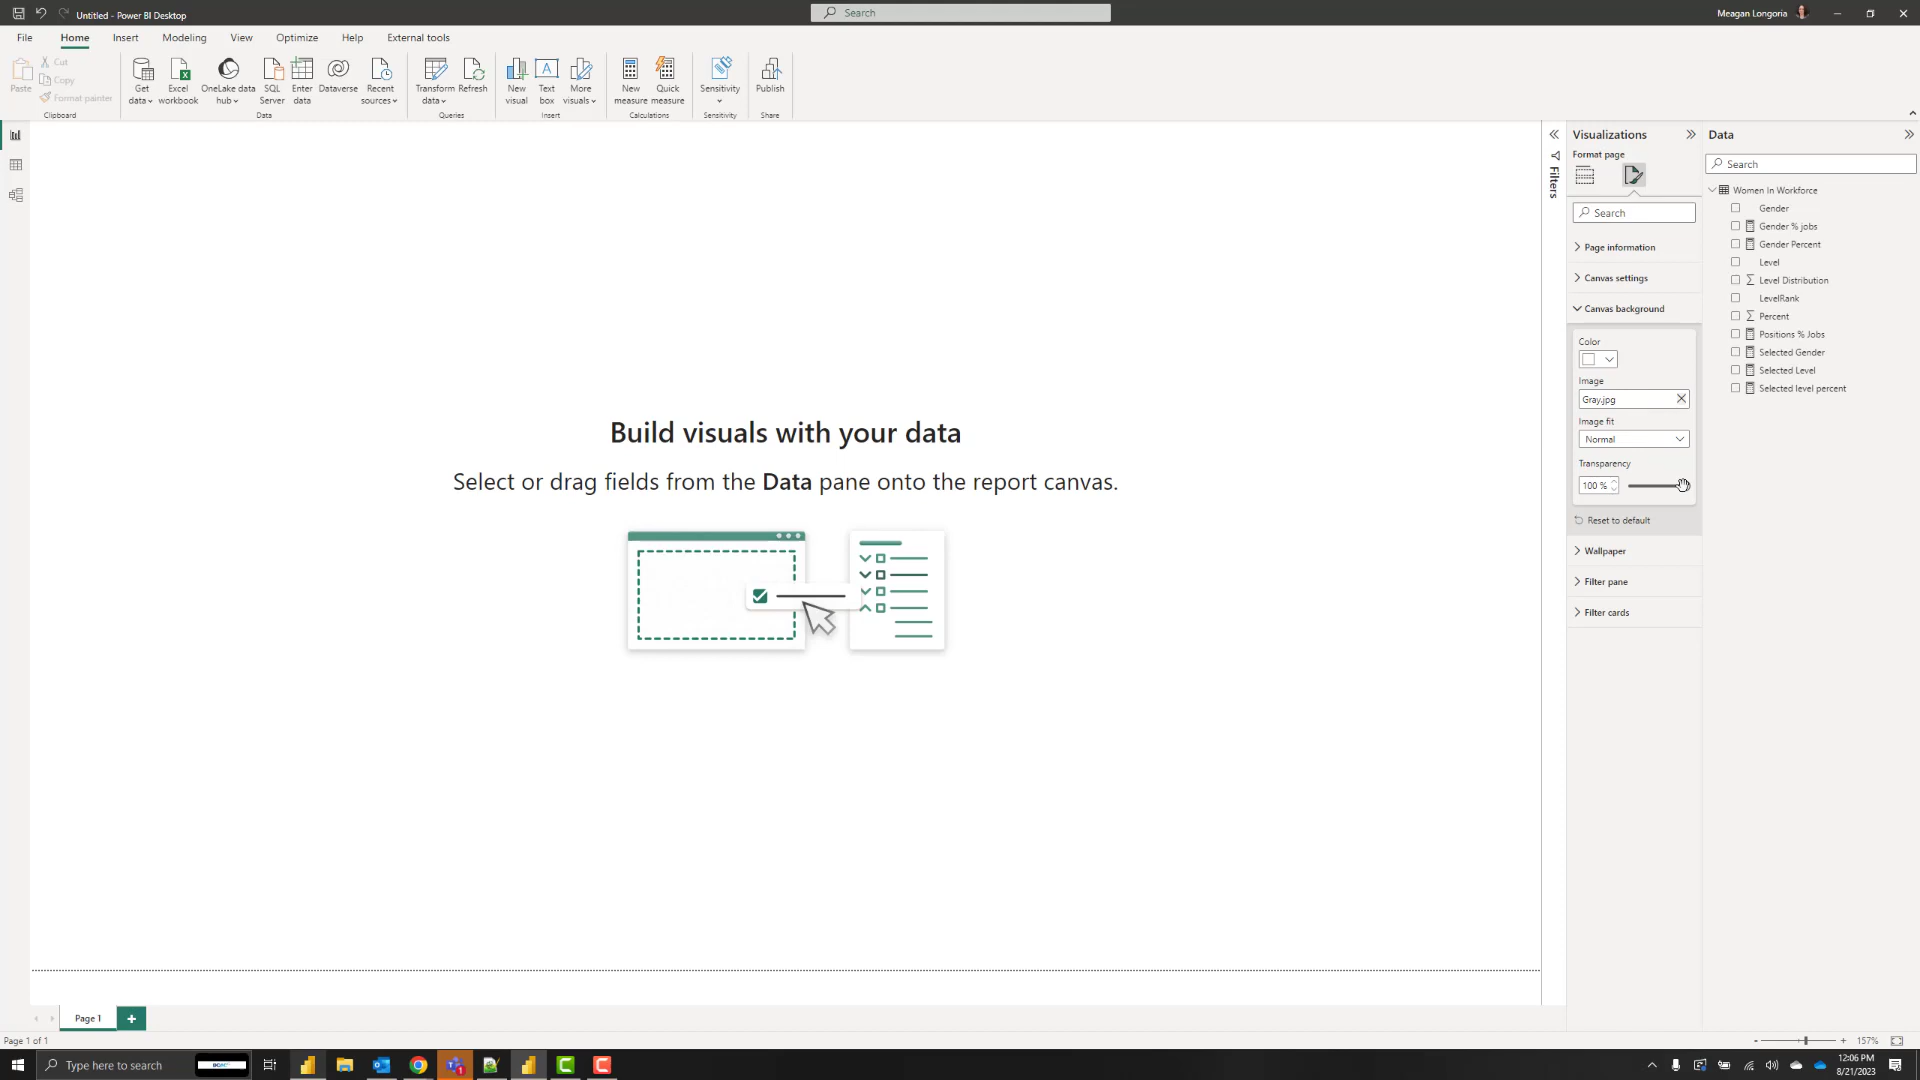 Untitled - Power BI Desktop
Search
Meagan Longoria
File
Home
Insert
Modeling
View
Optimize
Help
External tools
Paste
Cut
Copy
Format painter
Clipboard
Get data
Excel workbook
OneLake data hub
SQL Server
Enter data
Dataverse
Recent sources
Data
Transform data
Refresh
Queries
New visual
Text box
More visuals
Insert
New measure
Quick measure
Calculations
Sensitivity
Sensitivity
Publish
Share
Build visuals with your data
Select or drag fields from the Data pane onto the report canvas.
Filters
Visualizations
Format page
Search
Page information
Canvas settings
Canvas background
Color
Image
Gray.jpg
Image fit
Normal
Transparency
100 %
Reset to default
Wallpaper
Filter pane
Filter cards
Data
Search
Women In Workforce
Gender
Gender % jobs
Gender Percent
Level
Level Distribution
LevelRank
Percent
Positions % Jobs
Selected Gender
Selected Level
Selected level percent
Page 1
Page 1 of 1
157%
Type here to search
12:06 PM
8/21/2023